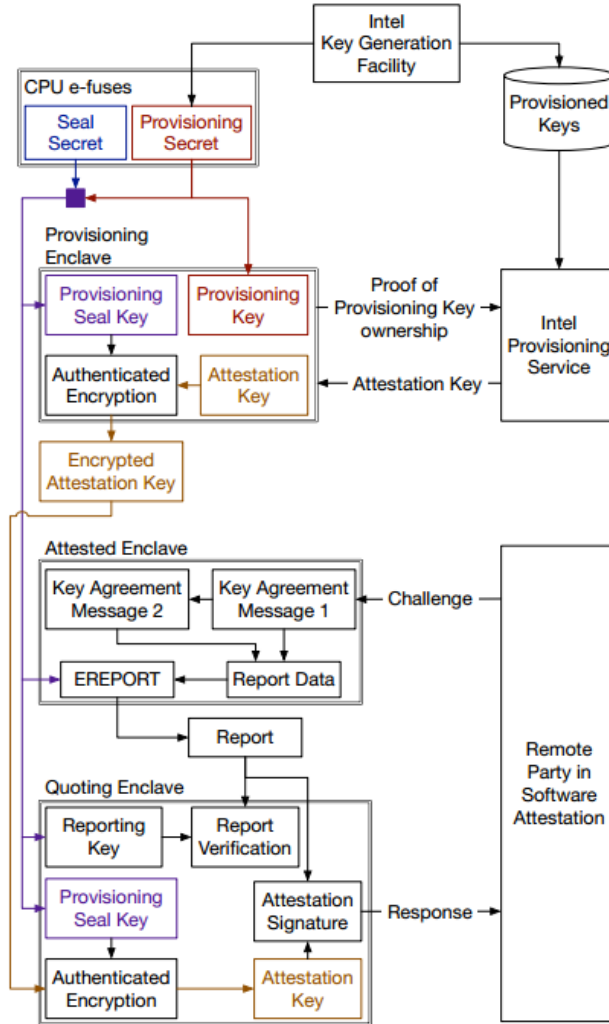 Intel
Key Generation
Facility
CPU e-fuses
Seal
Secret
Provisioning
Secret
Provisioned
Keys
Provisioning
Enclave
Provisioning
Seal Key
Provisioning
Key
Proof of
Provisioning Key
ownership
Intel
Provisioning
Service
Authenticated
Encryption
Attestation
Key
Attestation Key
Encrypted
Attestation Key
Attested Enclave
Key Agreement
Message 2
Key Agreement
Message 1
Challenge
EREPORT
Report Data
Report
Remote
Party in
Software
Attestation
Quoting Enclave
Reporting
Key
Report
Verification
Provisioning
Seal Key
Attestation
Signature
Response
Authenticated
Encryption
Attestation
Key